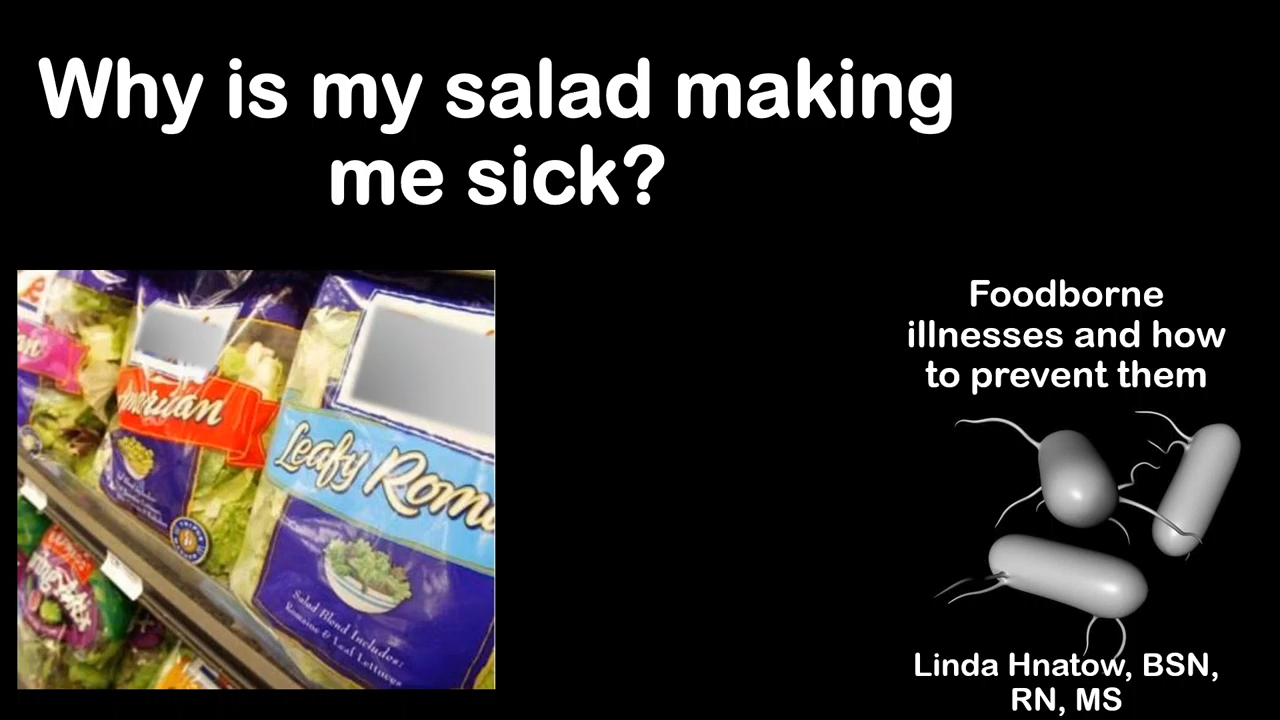 Why is my salad making
me sick?
Foodborne
illnesses and how
to prevent them
Leafy Rom
Salad Blend Includes:
Romaine & Leaf Lettuces
Linda Hnatow, BSN,
RN, MS